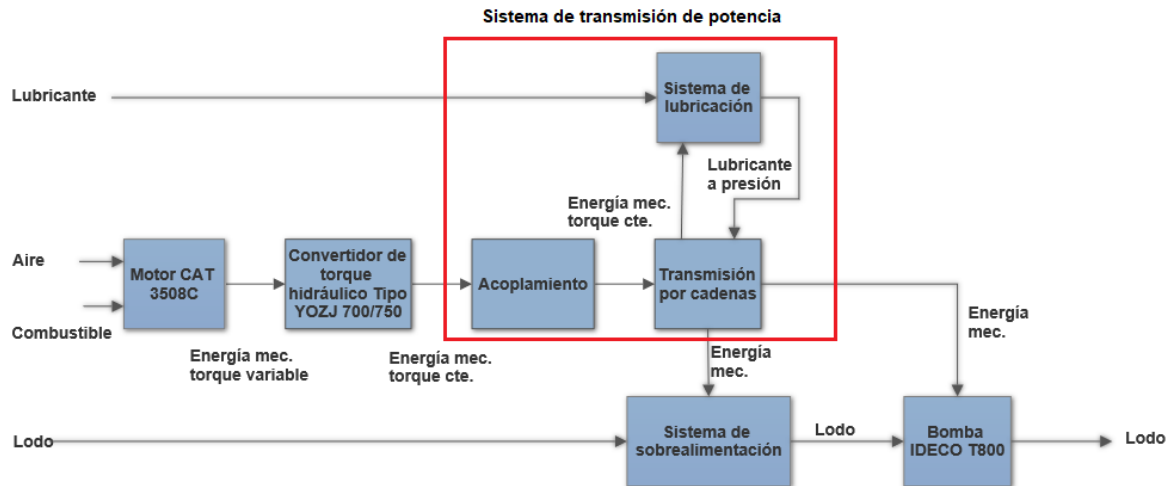 Sistema de transmisión de potencia
Lubricante
Sistema de
lubricación
Lubricante
a presión
Energía mec.
torque cte.
Aire
Combustible
Motor CAT
3508C
Convertidor de
torque
hidráulico Tipo
YOZJ 700/750
Acoplamiento
Transmisión
por cadenas
Energía mec.
torque variable
Energía mec.
torque cte.
Energía
mec.
Energía
mec.
Lodo
Sistema de
sobrealimentación
Lodo
Bomba
IDECO T800
Lodo